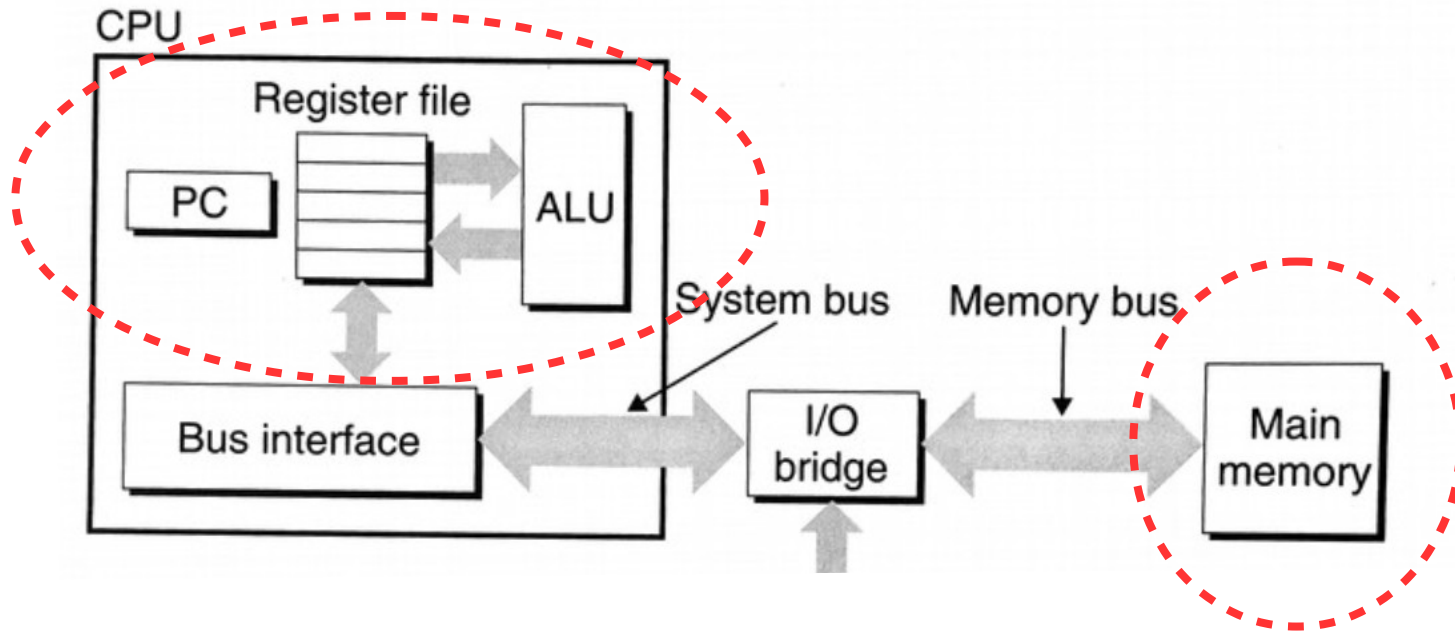 CPU
Register file
PC
ALU
System bus
Memory bus
Bus interface
I/O
bridge
Main
memory